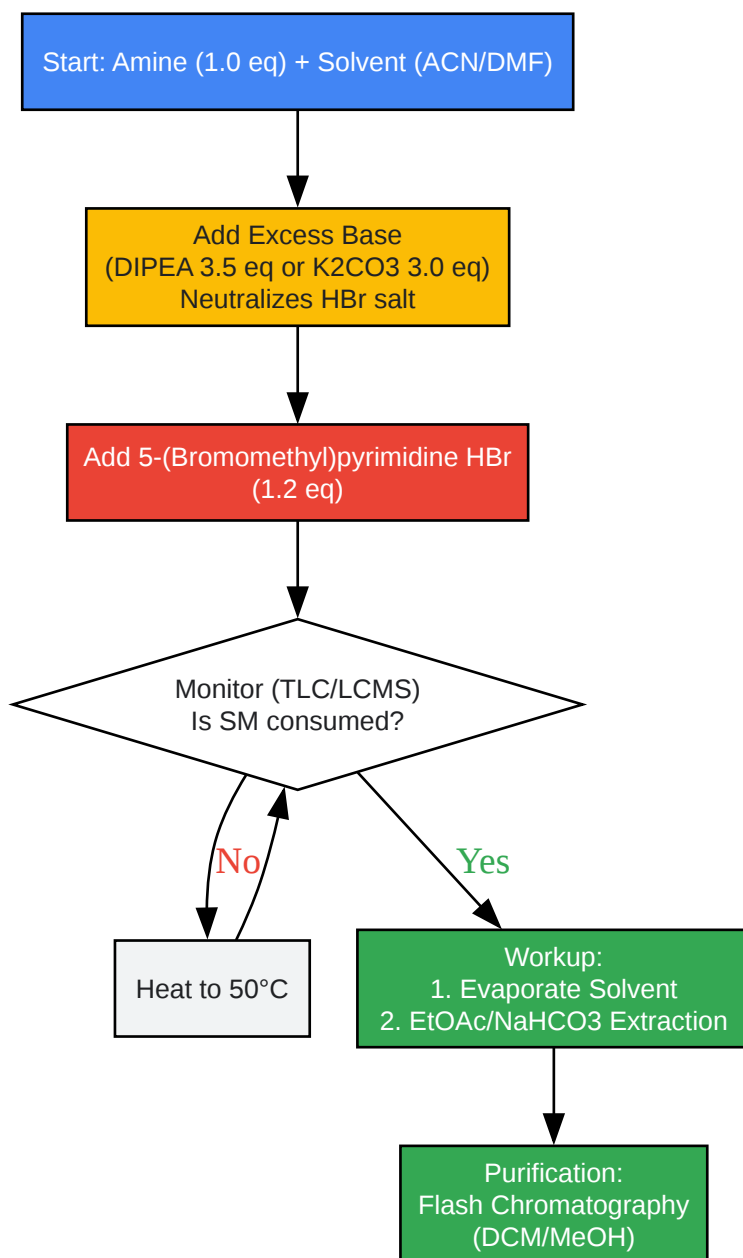 Start: Amine (1.0 eq) + Solvent (ACN/DMF)
Add Excess Base
(DIPEA 3.5 eq or K2CO3 3.0 eq)
Neutralizes HBr salt
Add 5-(Bromomethyl)pyrimidine HBr
(1.2 eq)
Monitor (TLC/LCMS)
Is SM consumed?
No
Yes
Heat to 50°C
Workup:
1. Evaporate Solvent
2. EtOAc/NaHCO3 Extraction
Purification:
Flash Chromatography
(DCM/MeOH)